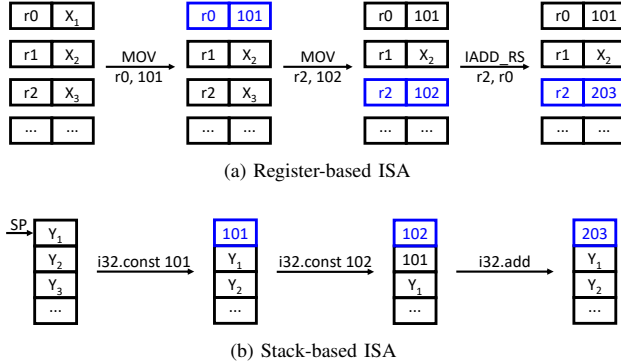 r0 X1 r0 101 r0 101 r0 101
MOV MOV IADD_RS
r1 X2 r1 X2 r1 X2 r1 X2
r0, 101 r2, 102 r2, r0
r2 X3 r2 X3 r2 102 r2 203
... ... ... ... ... ... ... ...
(a) Register-based ISA
SP
Y1 101 102 203
Y2 i32.const 101 Y1 i32.const 102 101 i32.add Y1
Y3 Y2 Y1 Y2
... ... ... ...
(b) Stack-based ISA